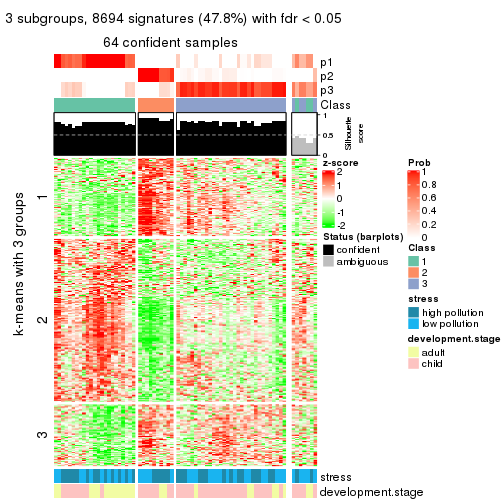 3 subgroups, 8694 signatures (47.8%) with fdr < 0.05
64 confident samples
p1
p2
p3
Class
1
0.5
0
Silhouette
score
k-means with 3 groups
1
2
3
stress
development.stage
z-score
2
1
0
-1
-2
Status (barplots)
confident
ambiguous
Prob
1
0.8
0.6
0.4
0.2
0
Class
1
2
3
stress
high pollution
low pollution
development.stage
adult
child